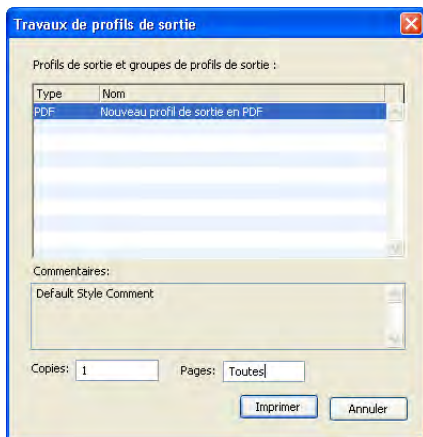 Travaux de profils de sortie
Profils de sortie et groupes de profils de sortie :
Type Nom
PDF Nouveau profil de sortie en PDF
Commentaires:
Default Style Comment
Copies: 1 Pages: Toutes
Imprimer Annuler